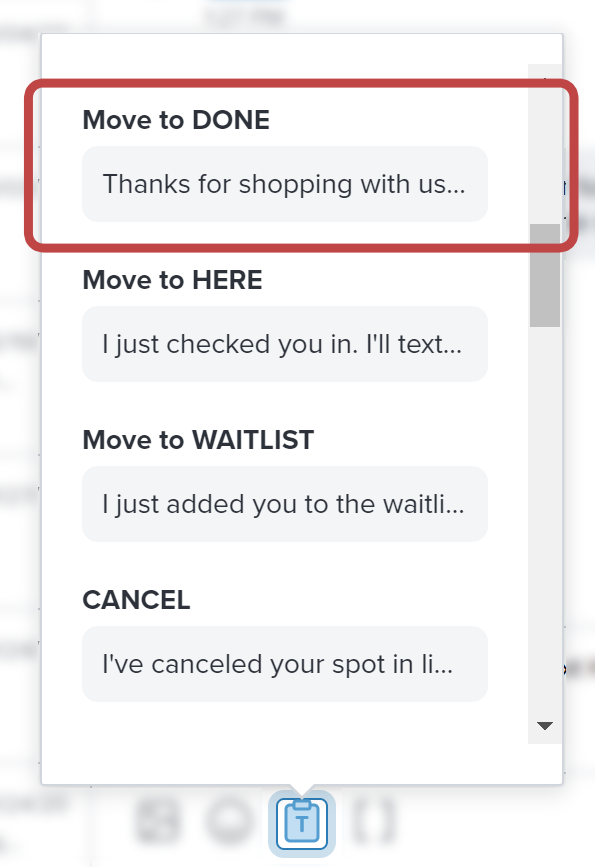 Move to DONE
Thanks for shopping with us...
Move to HERE
I just checked you in. I'll text...
Move to WAITLIST
I just added you to the waitli...
CANCEL
I've canceled your spot in li...
T